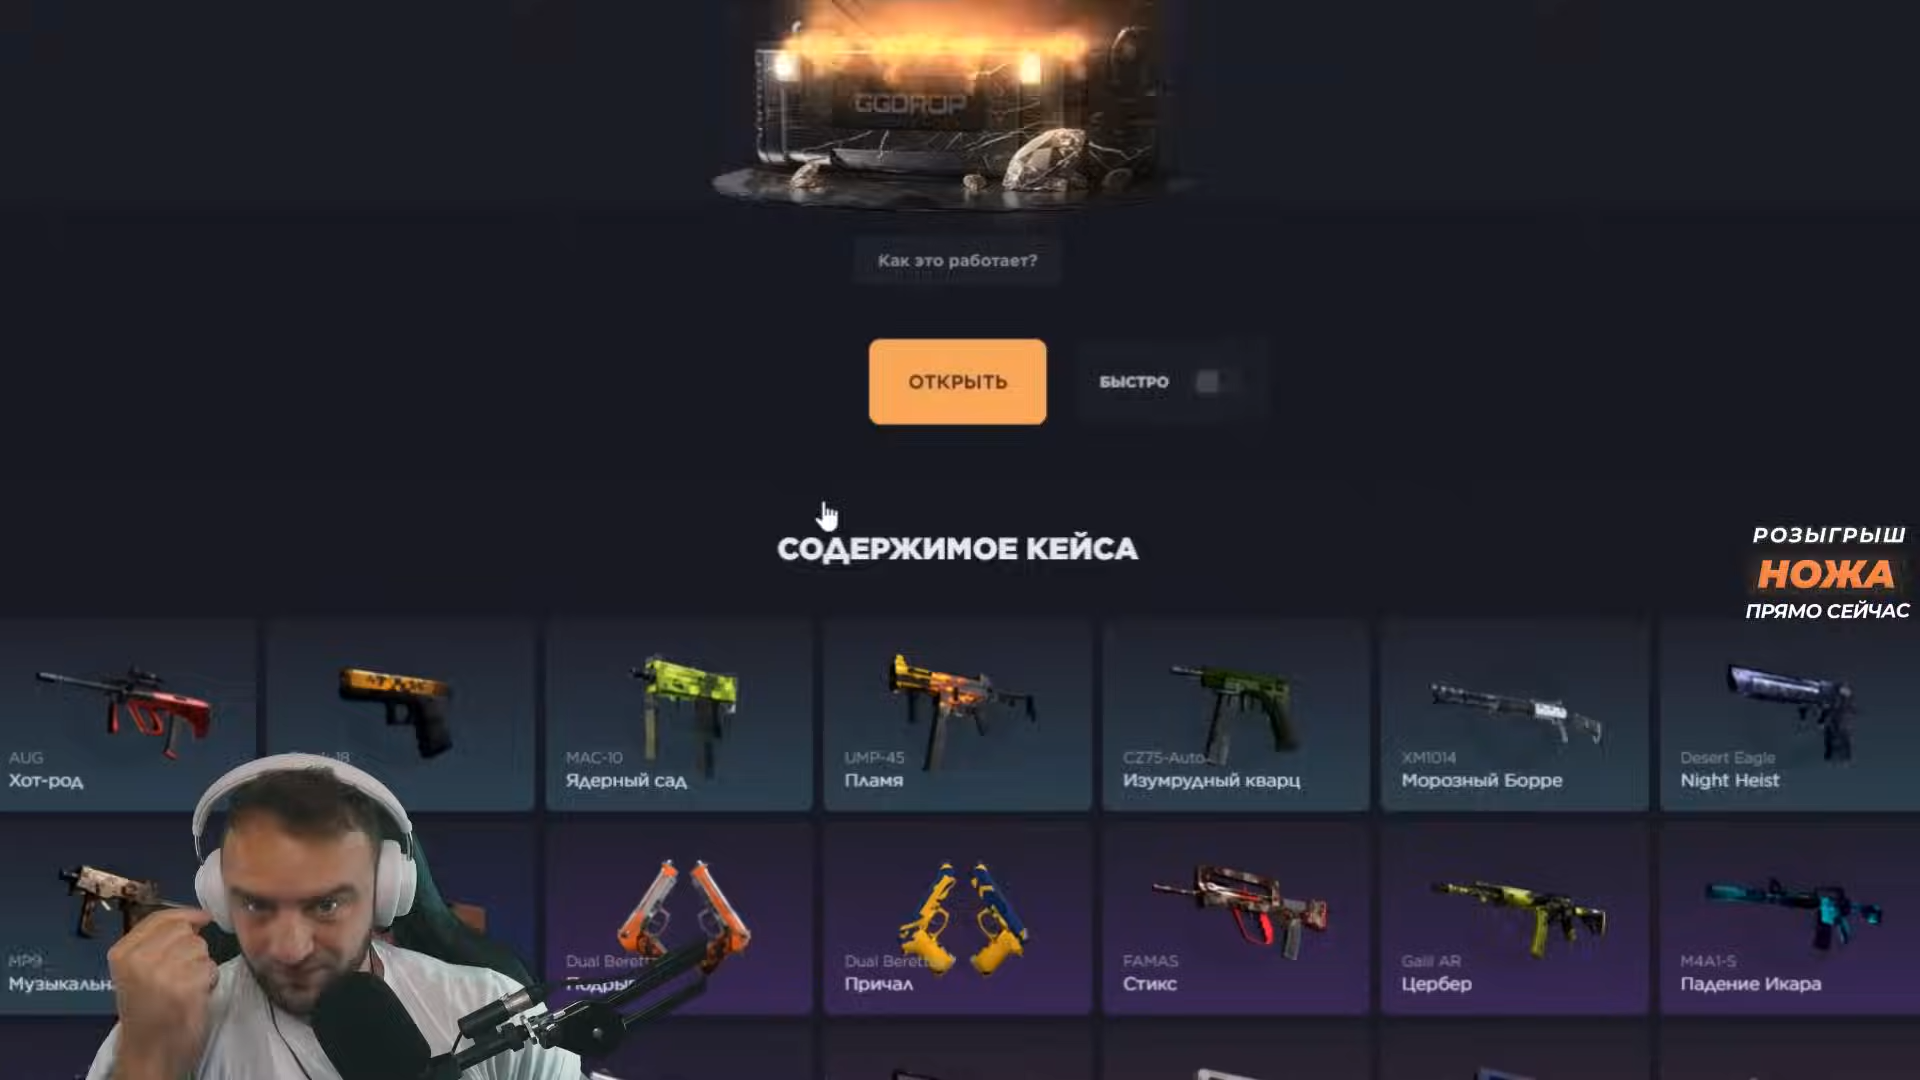 GGDROP
Как это работает?
ОТКРЫТЬ
БЫСТРО
СОДЕРЖИМОЕ КЕЙСА
РОЗЫГРЫШ
НОЖА
ПРЯМО СЕЙЧАС
AUG
Хот-род
MAC-10
Ядерный сад
UMP-45
Пламя
CZ75-Auto
Изумрудный кварц
XM1014
Морозный Борре
Desert Eagle
Night Heist
MP9
Dual
Dual
Причал
FAMAS
Стикс
Galil AR
Цербер
M4A1-S
Падение Икара